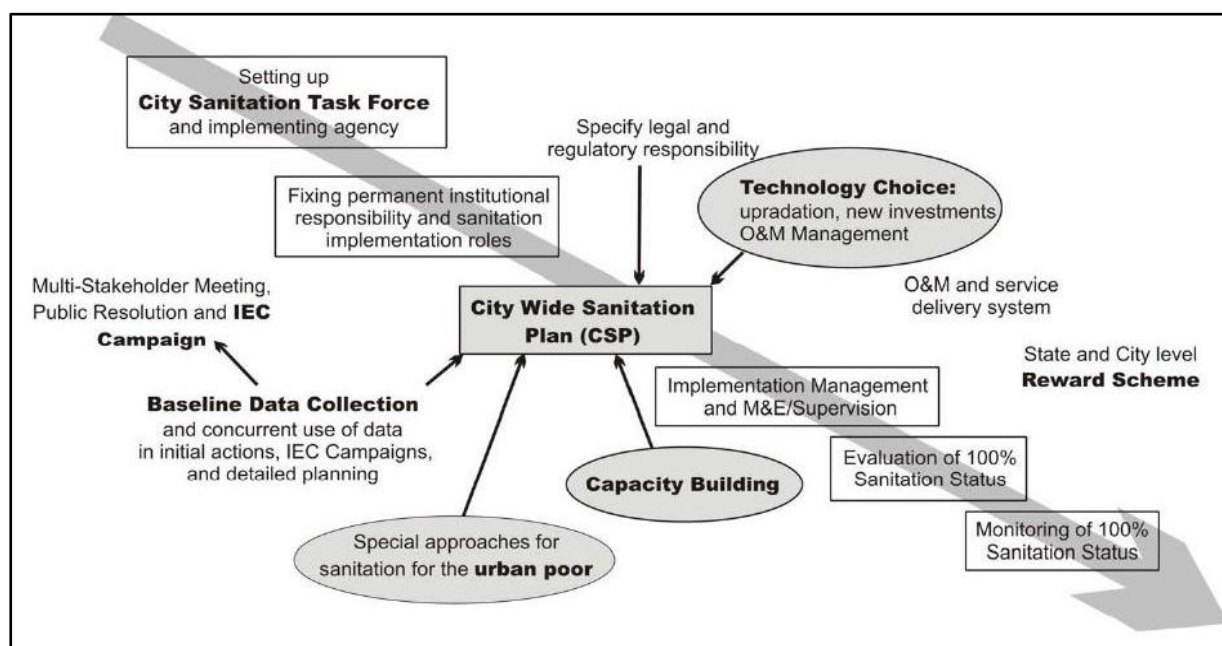 Setting up
City Sanitation Task Force
and implementing agency
Specify legal and
regulatory responsibility
Technology Choice:
upradation, new investments
O&M Management
Fixing permanent institutional
responsibility and sanitation
implementation roles
Multi-Stakeholder Meeting,
Public Resolution and IEC
Campaign
City Wide Sanitation
Plan (CSP)
O&M and service
delivery system
State and City level
Reward Scheme
Baseline Data Collection
and concurrent use of data
in initial actions, IEC Campaigns,
and detailed planning
Implementation Management
and M&E/Supervision
Capacity Building
Evaluation of 100%
Sanitation Status
Special approaches for
sanitation for the urban poor
Monitoring of 100%
Sanitation Status